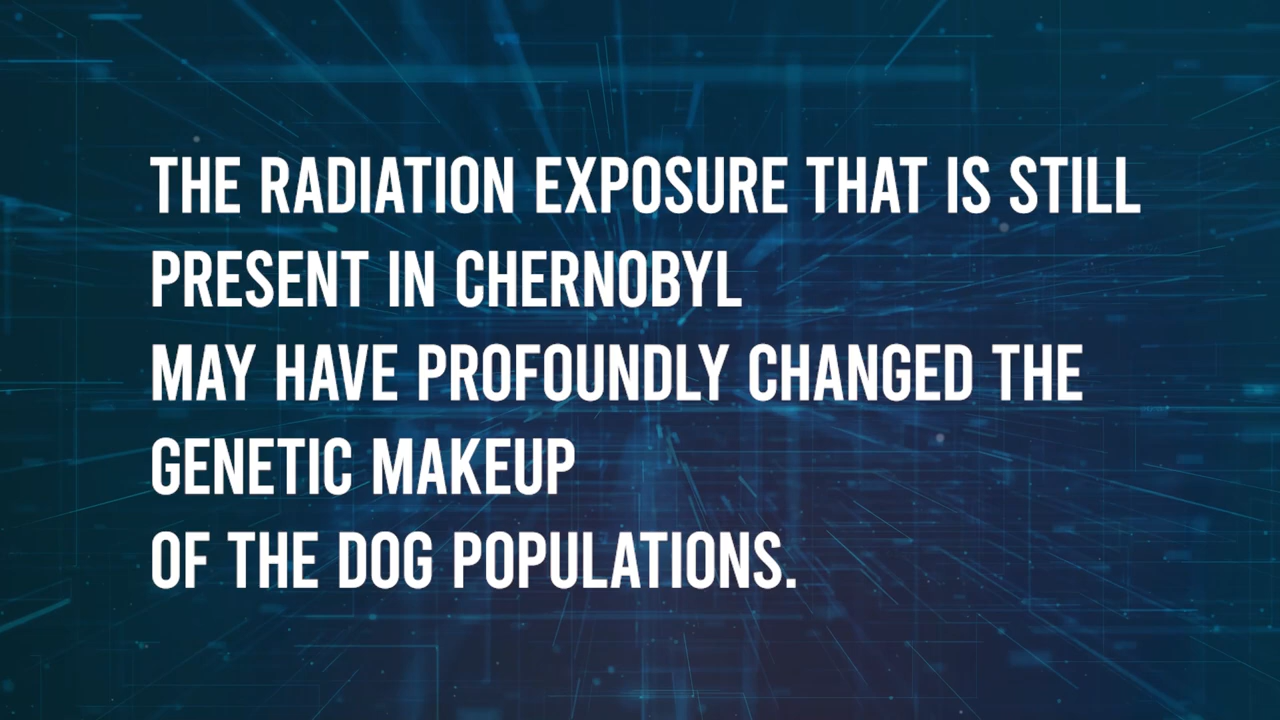 THE RADIATION EXPOSURE THAT IS STILL
PRESENT IN CHERNOBYL
MAY HAVE PROFOUNDLY CHANGED THE
GENETIC MAKEUP
OF THE DOG POPULATIONS.